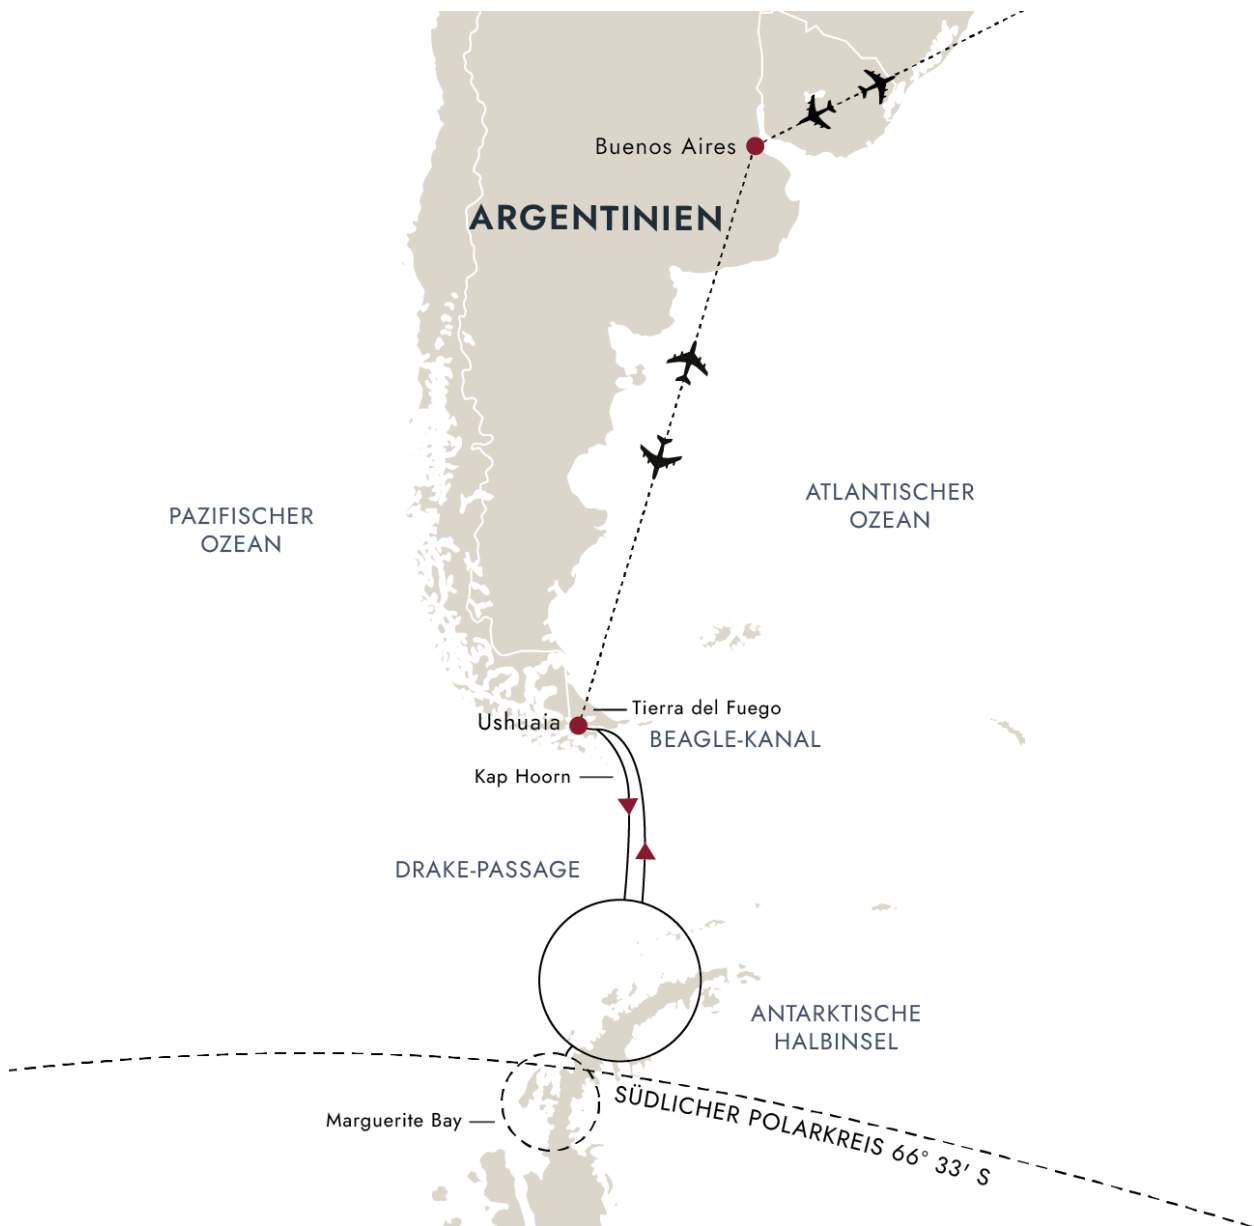 Buenos Aires
ARGENTINIEN
ATLANTISCHER
OZEAN
PAZIFISCHER
OZEAN
Tierra del Fuego
Ushuaia
BEAGLE-KANAL
Kap Hoorn
DRAKE-PASSAGE
ANTARKTISCHE
HALBINSEL
SÜDLICHER POLARKREIS 66° 33' S
Marguerite Bay